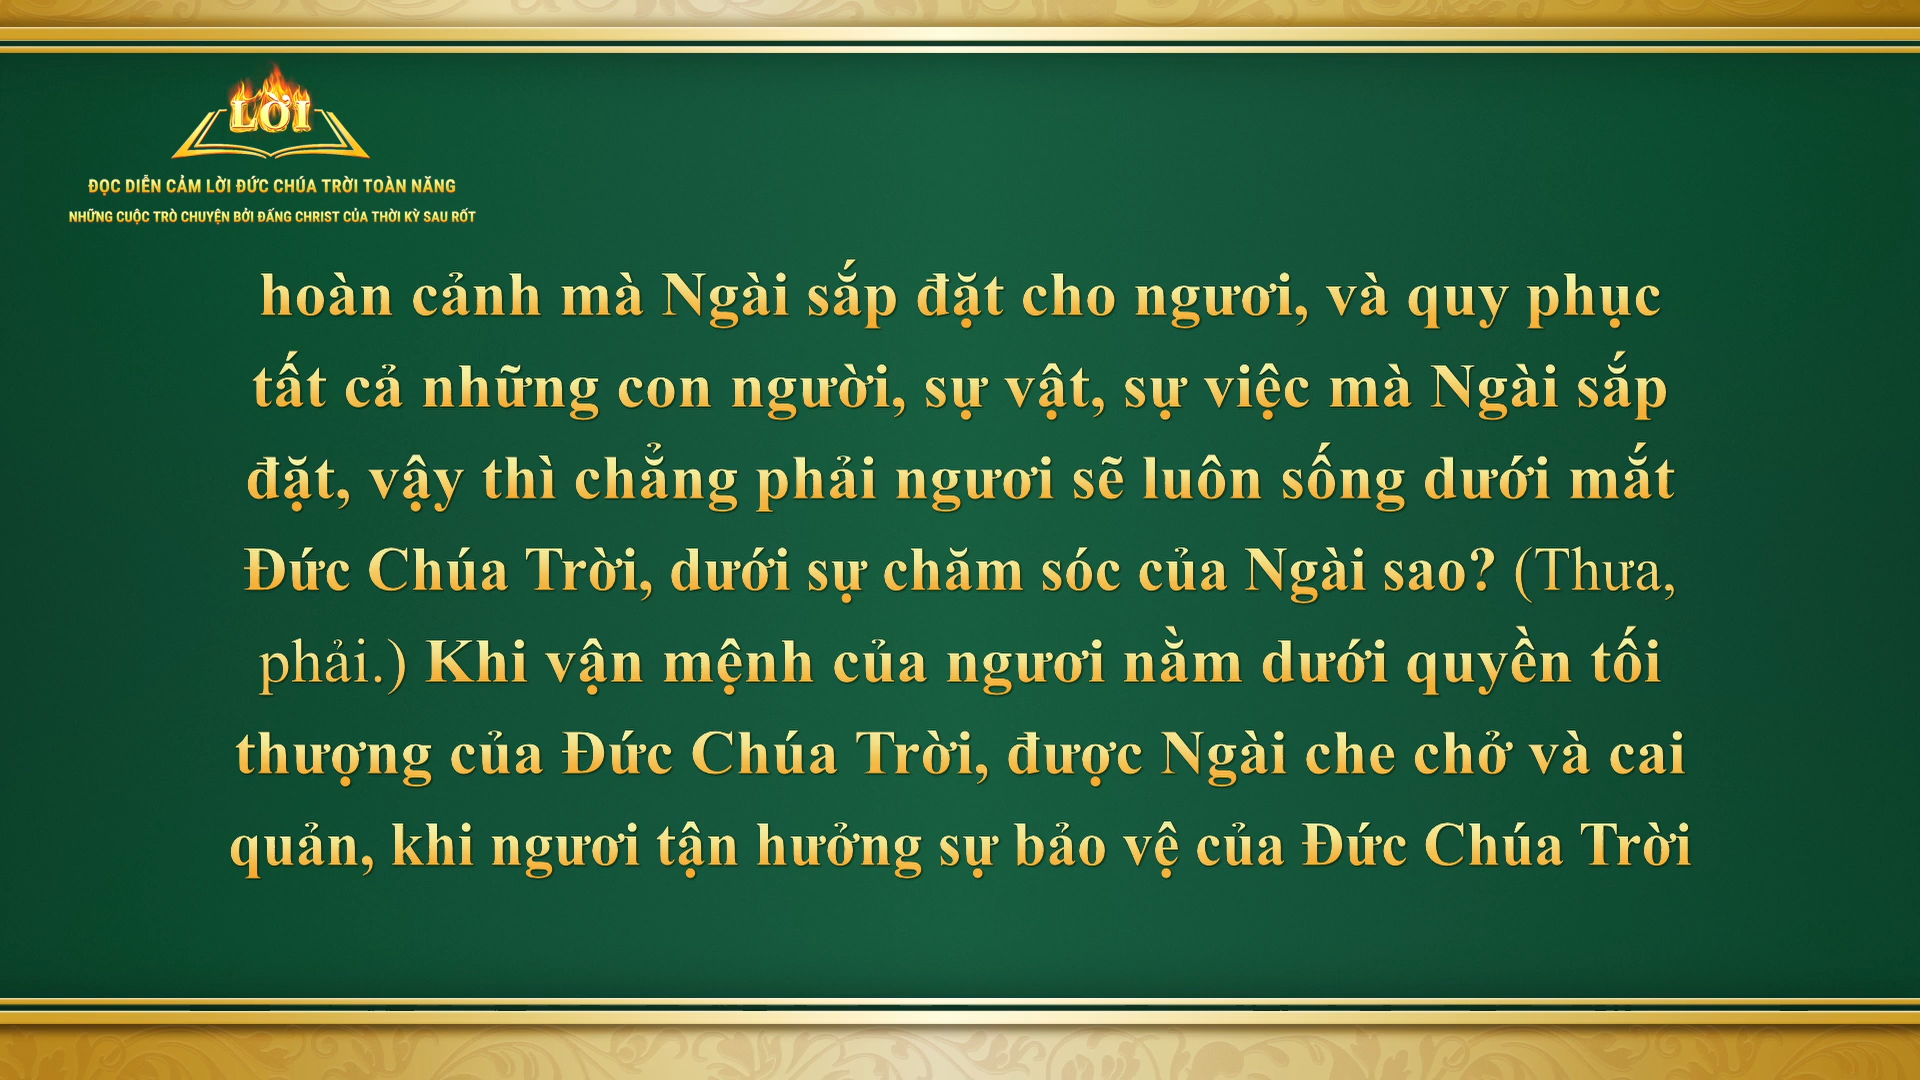 LỜI
ĐỌC DIỄN CẢM LỜI ĐỨC CHÚA TRỜI TOÀN NĂNG
NHỮNG CUỘC TRÒ CHUYỆN BỞI ĐẤNG CHRIST CỦA THỜI KỲ SAU RỐT
hoàn cảnh mà Ngài sắp đặt cho ngươi, và quy phục
tất cả những con người, sự vật, sự việc mà Ngài sắp
đặt, vậy thì chẳng phải ngươi sẽ luôn sống dưới mắt
Đức Chúa Trời, dưới sự chăm sóc của Ngài sao? (Thưa,
phải.) Khi vận mệnh của ngươi nằm dưới quyền tối
thượng của Đức Chúa Trời, được Ngài che chở và cai
quản, khi ngươi tận hưởng sự bảo vệ của Đức Chúa Trời